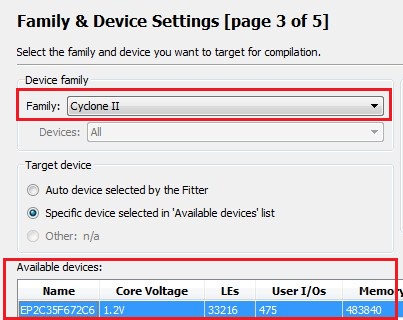 Family & Device Settings [page 3 of 5]
Select the family and device you want to target for compilation.
Device family
Family: Cyclone II
Devices: All
Target device
Auto device selected by the Fitter
Specific device selected in 'Available devices' list
Other: n/a
Available devices:
Name Core Voltage LEs User I/Os Memory
EP2C35F672C6 1.2V 33216 475 483840